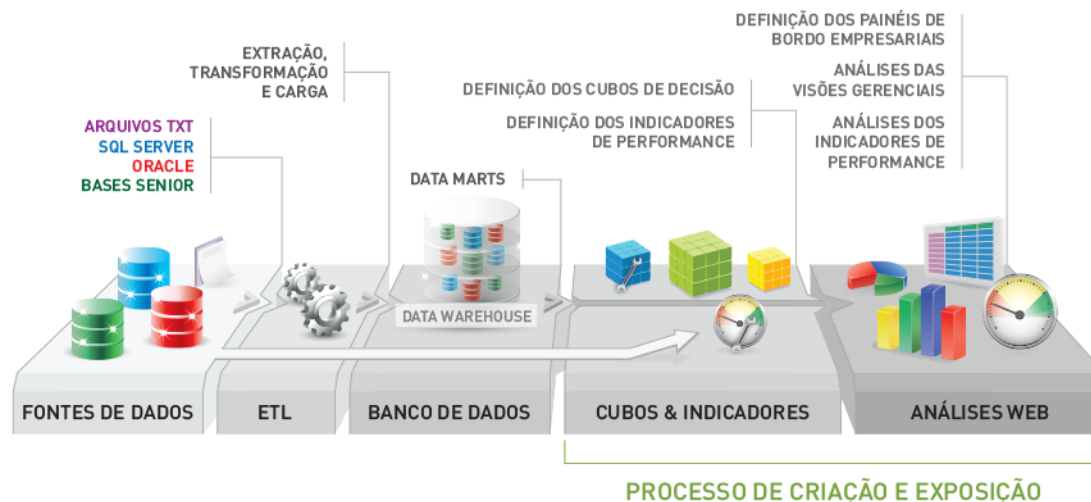 DEFINIÇÃO DOS PAINÉIS DE
BORDO EMPRESARIAIS
ANÁLISES DAS
VISÕES GERENCIAIS
ANÁLISES DOS
INDICADORES DE
PERFORMANCE
EXTRAÇÃO,
TRANSFORMAÇÃO
E CARGA
DEFINIÇÃO DOS CUBOS DE DECISÃO
DEFINIÇÃO DOS INDICADORES
DE PERFORMANCE
ARQUIVOS TXT
SQL SERVER
ORACLE
BASES SENIOR
DATA MARTS
DATA WAREHOUSE
FONTES DE DADOS
ETL
BANCO DE DADOS
CUBOS & INDICADORES
ANÁLISES WEB
PROCESSO DE CRIAÇÃO E EXPOSIÇÃO